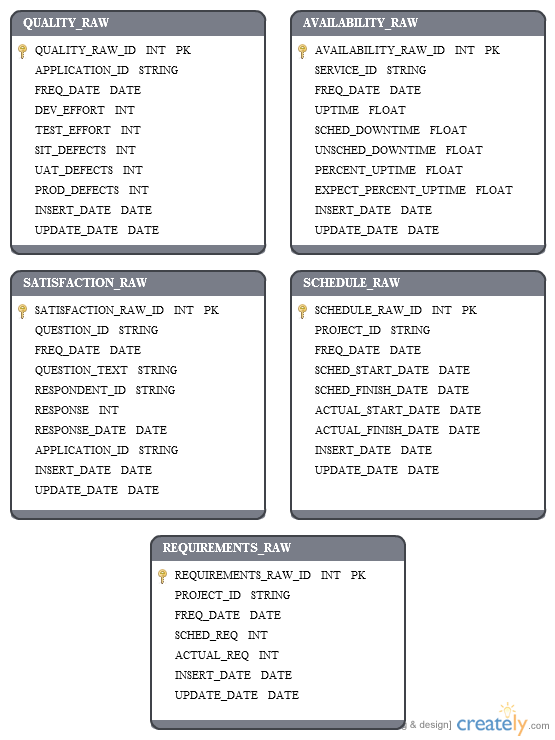 QUALITY_RAW
QUALITY_RAW_ID INT PK
APPLICATION_ID STRING
FREQ_DATE DATE
DEV_EFFORT INT
TEST_EFFORT INT
SIT_DEFECTS INT
UAT_DEFECTS INT
PROD_DEFECTS INT
INSERT_DATE DATE
UPDATE_DATE DATE
AVAILABILITY_RAW
AVAILABILITY_RAW_ID INT PK
SERVICE_ID STRING
FREQ_DATE DATE
UPTIME FLOAT
SCHED_DOWNTIME FLOAT
UNSCHED_DOWNTIME FLOAT
PERCENT_UPTIME FLOAT
EXPECT_PERCENT_UPTIME FLOAT
INSERT_DATE DATE
UPDATE_DATE DATE
SATISFACTION_RAW
SATISFACTION_RAW_ID INT PK
QUESTION_ID STRING
FREQ_DATE DATE
QUESTION_TEXT STRING
RESPONDENT_ID STRING
RESPONSE INT
RESPONSE_DATE DATE
APPLICATION_ID STRING
INSERT_DATE DATE
UPDATE_DATE DATE
SCHEDULE_RAW
SCHEDULE_RAW_ID INT PK
PROJECT_ID STRING
FREQ_DATE DATE
SCHED_START_DATE DATE
SCHED_FINISH_DATE DATE
ACTUAL_START_DATE DATE
ACTUAL_FINISH_DATE DATE
INSERT_DATE DATE
UPDATE_DATE DATE
REQUIREMENTS_RAW
REQUIREMENTS_RAW_ID INT PK
PROJECT_ID STRING
FREQ_DATE DATE
SCHED_REQ INT
ACTUAL_REQ INT
INSERT_DATE DATE
UPDATE_DATE DATE
& design] creately.com